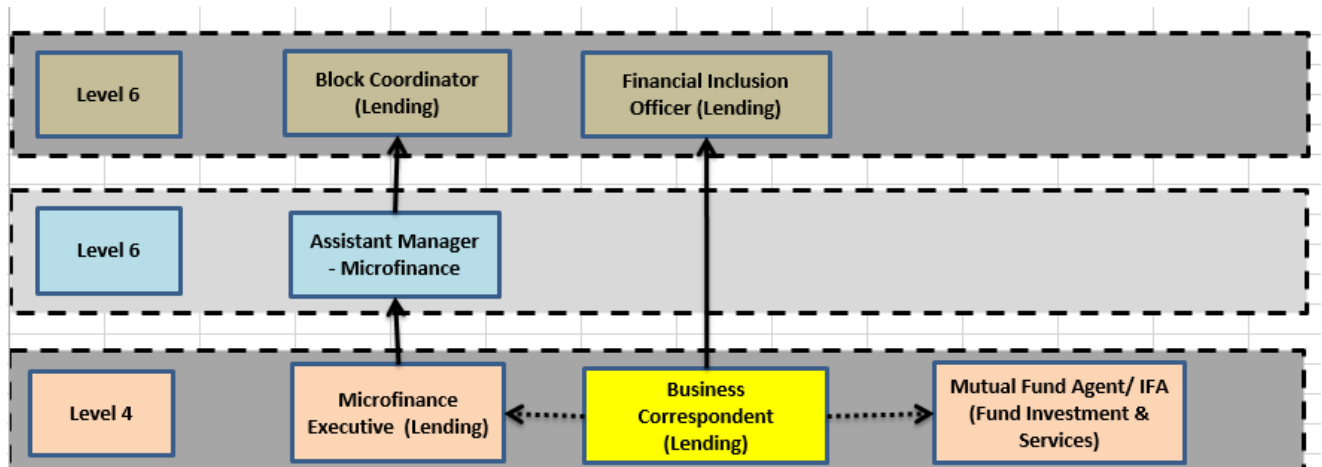 Level 6
Block Coordinator
(Lending)
Financial Inclusion
Officer (Lending)
Level 6
Assistant Manager
- Microfinance
Level 4
Microfinance
Executive (Lending)
Business
Correspondent
(Lending)
Mutual Fund Agent/ IFA
(Fund Investment &
Services)